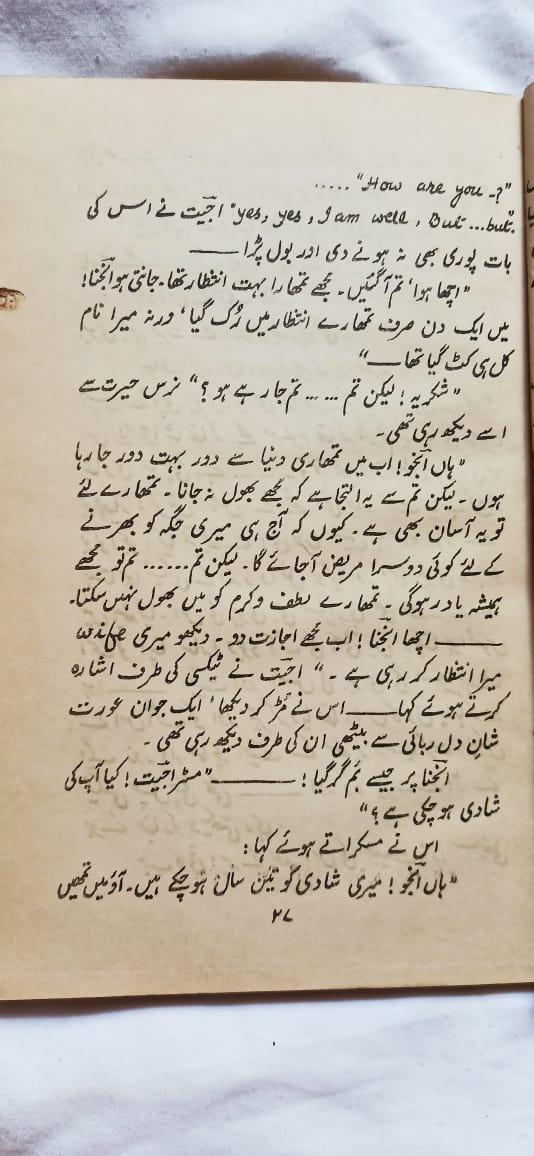 "How are you -?" .....
"yes, yes, I am well, But ...but" اجیت نے اس کی
بات پوری بھی نہ ہونے دی اور بول پڑا ——
"اچھا ہوا' تم آگئیں۔ مجھے تمھارا بہت انتظار تھا۔ جانتی ہو انجنا!
میں ایک دن صرف تمھارے انتظار میں رُک گیا' ورنہ میرا نام
کل ہی کٹ گیا تھا ——"
"شکریہ! لیکن تم ...... تم جا رہے ہو؟" نرس حیرت سے
اسے دیکھ رہی تھی۔
"ہاں انجو! اب میں تمھاری دنیا سے دور بہت دور جا رہا
ہوں۔ لیکن تم سے یہ التجا ہے کہ مجھے بھول نہ جانا۔ تمھارے لئے
تو یہ آسان بھی ہے۔ کیوں کہ آج ہی میری جگہ کو بھرنے
کے لئے کوئی دوسرا مریض آجائے گا۔ لیکن تم ...... تم تو مجھے
ہمیشہ یاد رہوگی۔ تمھارے لطف و کرم کو میں بھول نہیں سکتا۔
—— اچھا انجنا! اب مجھے اجازت دو۔ دیکھو میری wife
میرا انتظار کر رہی ہے۔" اجیت نے ٹیکسی کی طرف اشارہ
کرتے ہوئے کہا —— اس نے مُڑ کر دیکھا' ایک جوان عورت
شانِ دل ربائی سے بیٹھی ان کی طرف دیکھ رہی تھی۔
انجنا پر جیسے بَم گر گیا! —— "مسٹر اجیت! کیا آپ کی
شادی ہو چکی ہے؟"
اس نے مسکراتے ہوئے کہا:
"ہاں انجو! میری شادی کو تین سال ہو چکے ہیں۔ آؤ میں تمھیں
۲۷